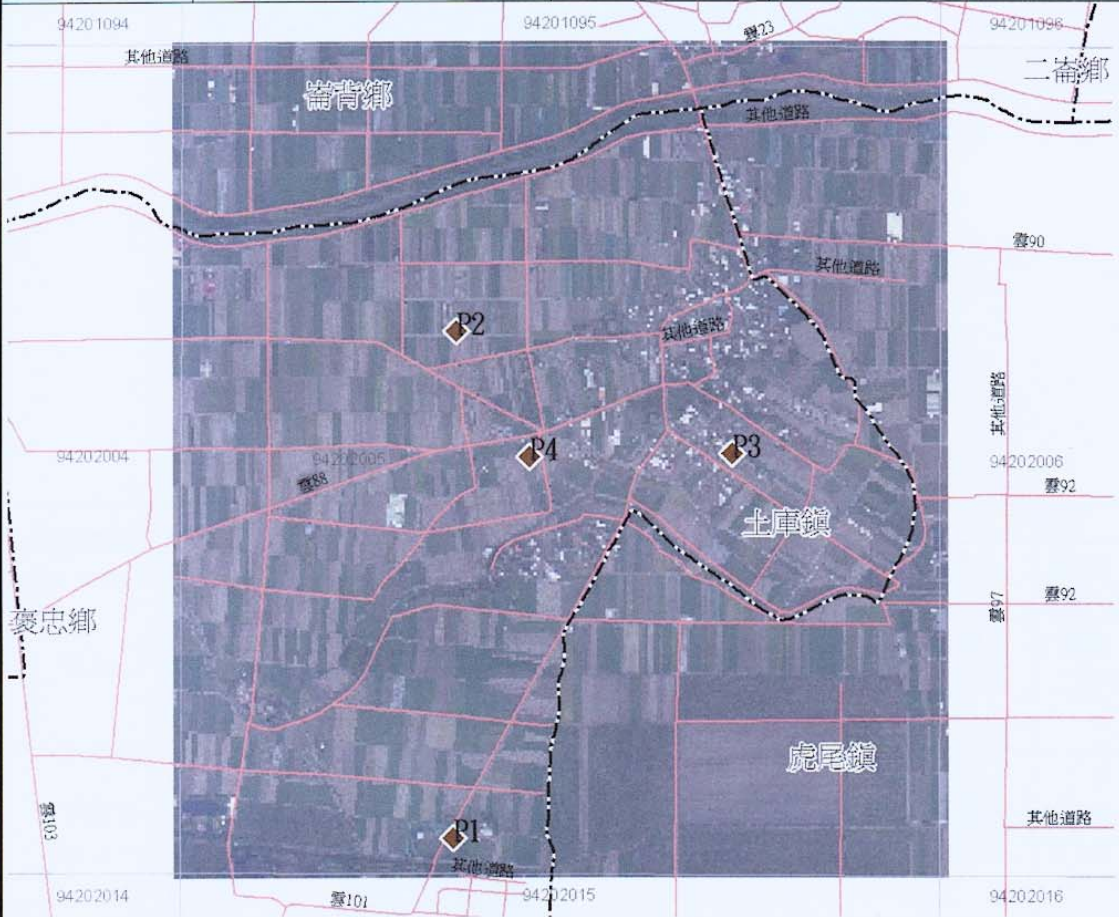 94201094
94201095
94201096
雲23
其他道路
二崙鄉
崙背鄉
其他道路
雲90
其他道路
P2
其他道路
其他道路
P4
P3
94202004
94202005
94202006
雲88
雲92
土庫鎮
雲92
雲97
褒忠鄉
虎尾鎮
雲103
其他道路
P1
其他道路
94202014
雲101
94202015
94202016